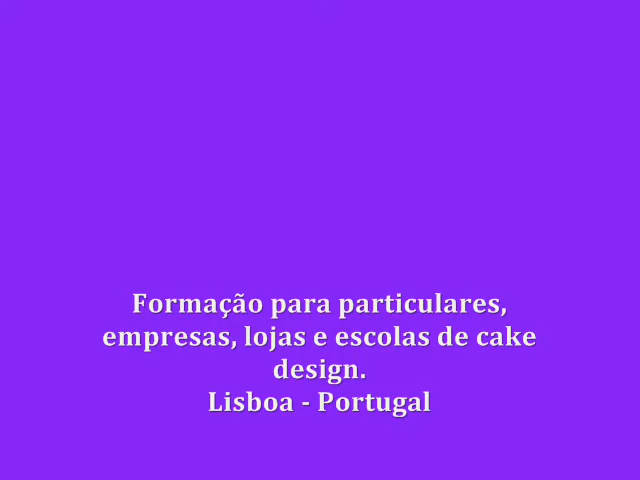 Formação para particulares,
empresas, lojas e escolas de cake
design.
Lisboa - Portugal